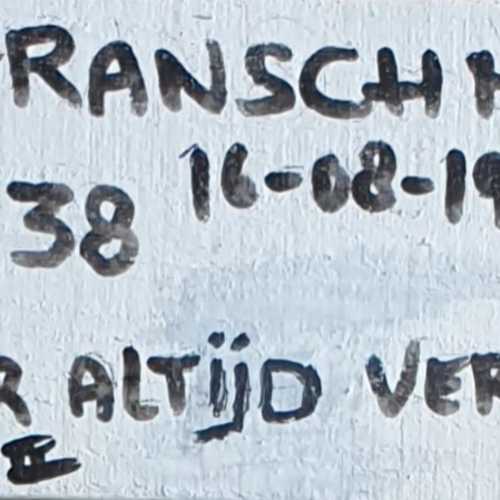 RANSCH H
38 16-08-19
R ALTIJD VER